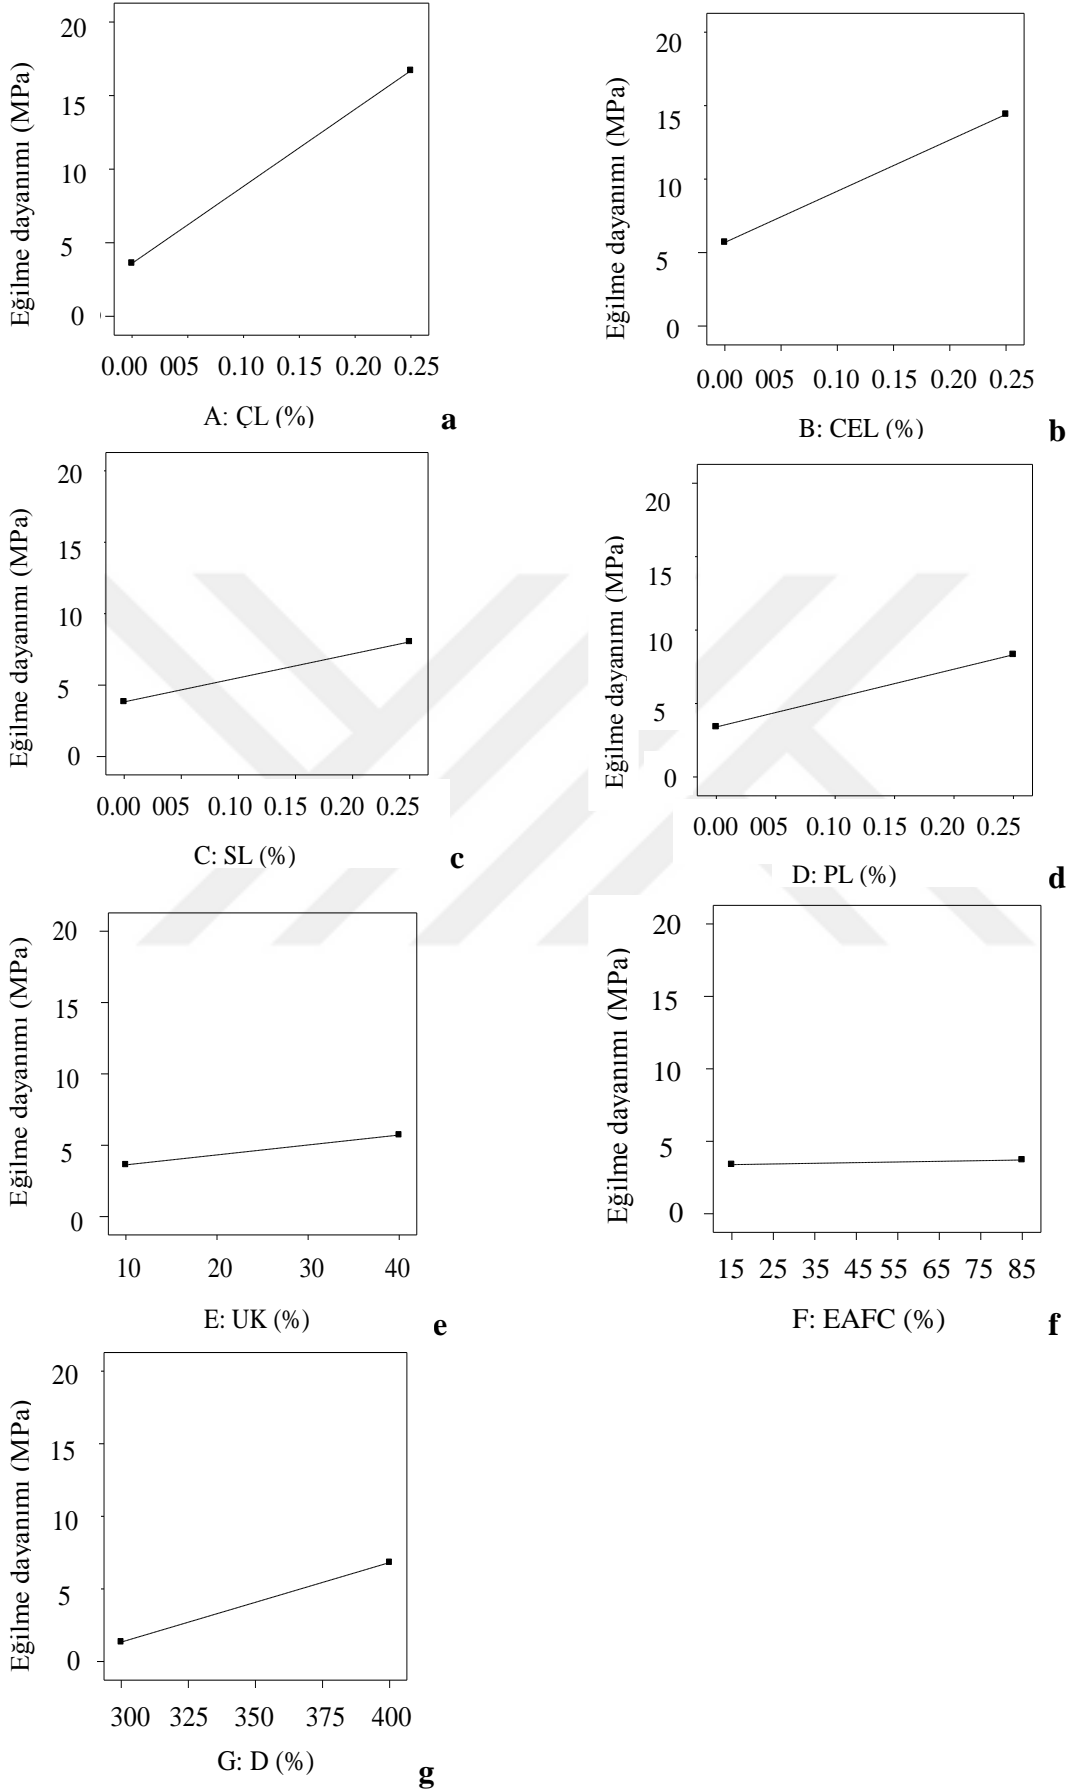 20
15
10
5
0
Eğilme dayanımı (MPa)
0.00 005 0.10 0.15 0.20 0.25
A: ÇL (%)
a
20
15
10
5
0
Eğilme dayanımı (MPa)
0.00 005 0.10 0.15 0.20 0.25
B: CEL (%)
b
20
15
10
5
0
Eğilme dayanımı (MPa)
0.00 005 0.10 0.15 0.20 0.25
C: SL (%)
c
20
15
10
5
0
Eğilme dayanımı (MPa)
0.00 005 0.10 0.15 0.20 0.25
D: PL (%)
d
20
15
10
5
0
Eğilme dayanımı (MPa)
10 20 30 40
E: UK (%)
e
20
15
10
5
0
Eğilme dayanımı (MPa)
15 25 35 45 55 65 75 85
F: EAFC (%)
f
20
15
10
5
0
Eğilme dayanımı (MPa)
300 325 350 375 400
G: D (%)
g